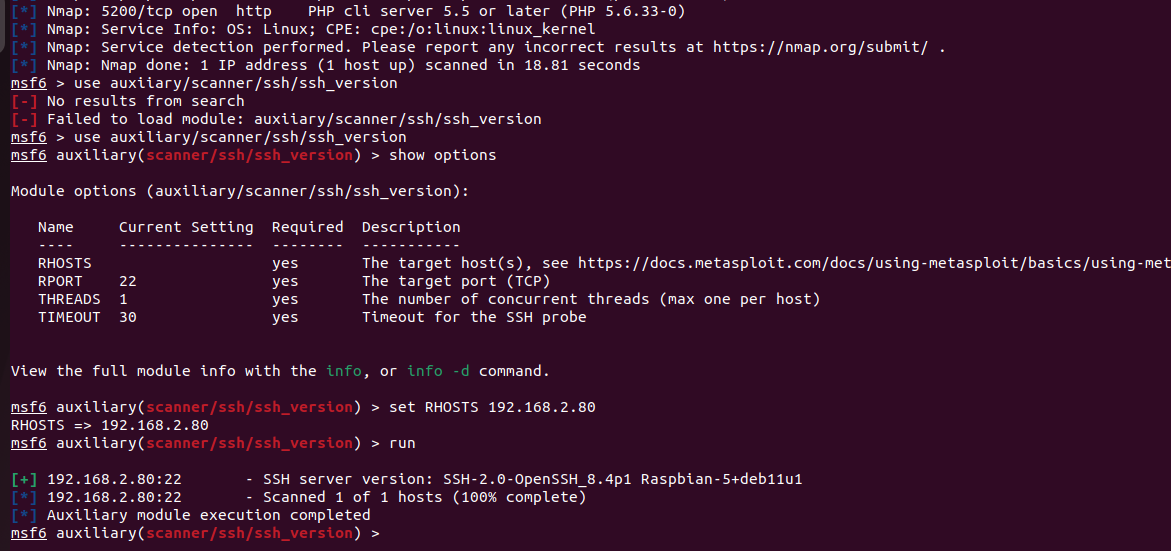 [*] Nmap: 5200/tcp open  http    PHP cli server 5.5 or later (PHP 5.6.33-0)
[*] Nmap: Service Info: OS: Linux; CPE: cpe:/o:linux:linux_kernel
[*] Nmap: Service detection performed. Please report any incorrect results at https://nmap.org/submit/ .
[*] Nmap: Nmap done: 1 IP address (1 host up) scanned in 18.81 seconds
msf6 > use auxiiary/scanner/ssh/ssh_version
[-] No results from search
[-] Failed to load module: auxiiary/scanner/ssh/ssh_version
msf6 > use auxiliary/scanner/ssh/ssh_version
msf6 auxiliary(scanner/ssh/ssh_version) > show options
Module options (auxiliary/scanner/ssh/ssh_version):
   Name     Current Setting  Required  Description
   ----     ---------------  --------  -----------
   RHOSTS                    yes       The target host(s), see https://docs.metasploit.com/docs/using-metasploit/basics/using-met
   RPORT    22               yes       The target port (TCP)
   THREADS  1                yes       The number of concurrent threads (max one per host)
   TIMEOUT  30               yes       Timeout for the SSH probe
View the full module info with the info, or info -d command.
msf6 auxiliary(scanner/ssh/ssh_version) > set RHOSTS 192.168.2.80
RHOSTS => 192.168.2.80
msf6 auxiliary(scanner/ssh/ssh_version) > run
[+] 192.168.2.80:22       - SSH server version: SSH-2.0-OpenSSH_8.4p1 Raspbian-5+deb11u1
[*] 192.168.2.80:22       - Scanned 1 of 1 hosts (100% complete)
[*] Auxiliary module execution completed
msf6 auxiliary(scanner/ssh/ssh_version) >